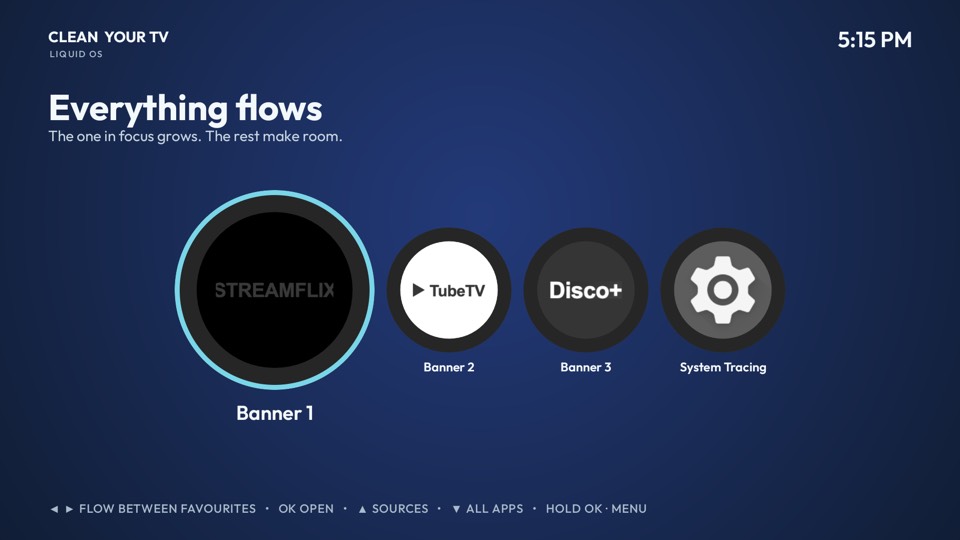 CLEAN YOUR TV
LIQUID OS
5:15 PM
Everything flows
The one in focus grows. The rest make room.
STREAMFLIX
TubeTV
Disco+
Banner 1
Banner 2
Banner 3
System Tracing
◄ ► FLOW BETWEEN FAVOURITES • OK OPEN • ▲ SOURCES • ▼ ALL APPS • HOLD OK · MENU